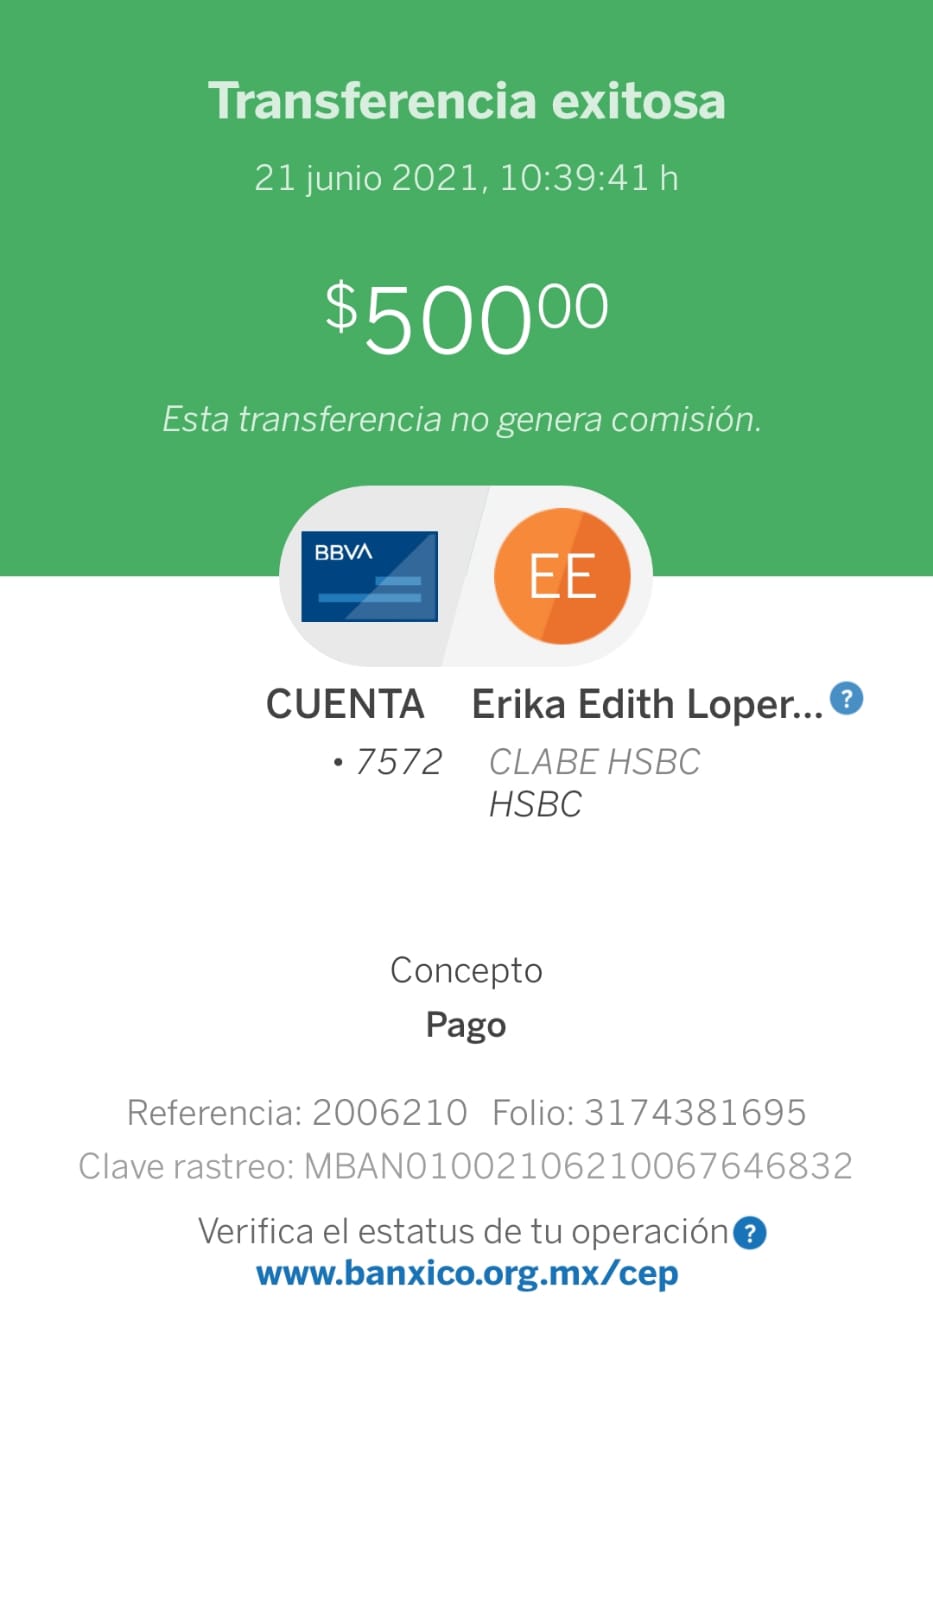 Transferencia exitosa
21 junio 2021, 10:39:41 h
$500⁰⁰
Esta transferencia no genera comisión.
BBVA
EE
CUENTA
• 7572
Erika Edith Loper... ?
CLABE HSBC
HSBC
Concepto
Pago
Referencia: 2006210 Folio: 3174381695
Clave rastreo: MBAN01002106210067646832
Verifica el estatus de tu operación ?
www.banxico.org.mx/cep